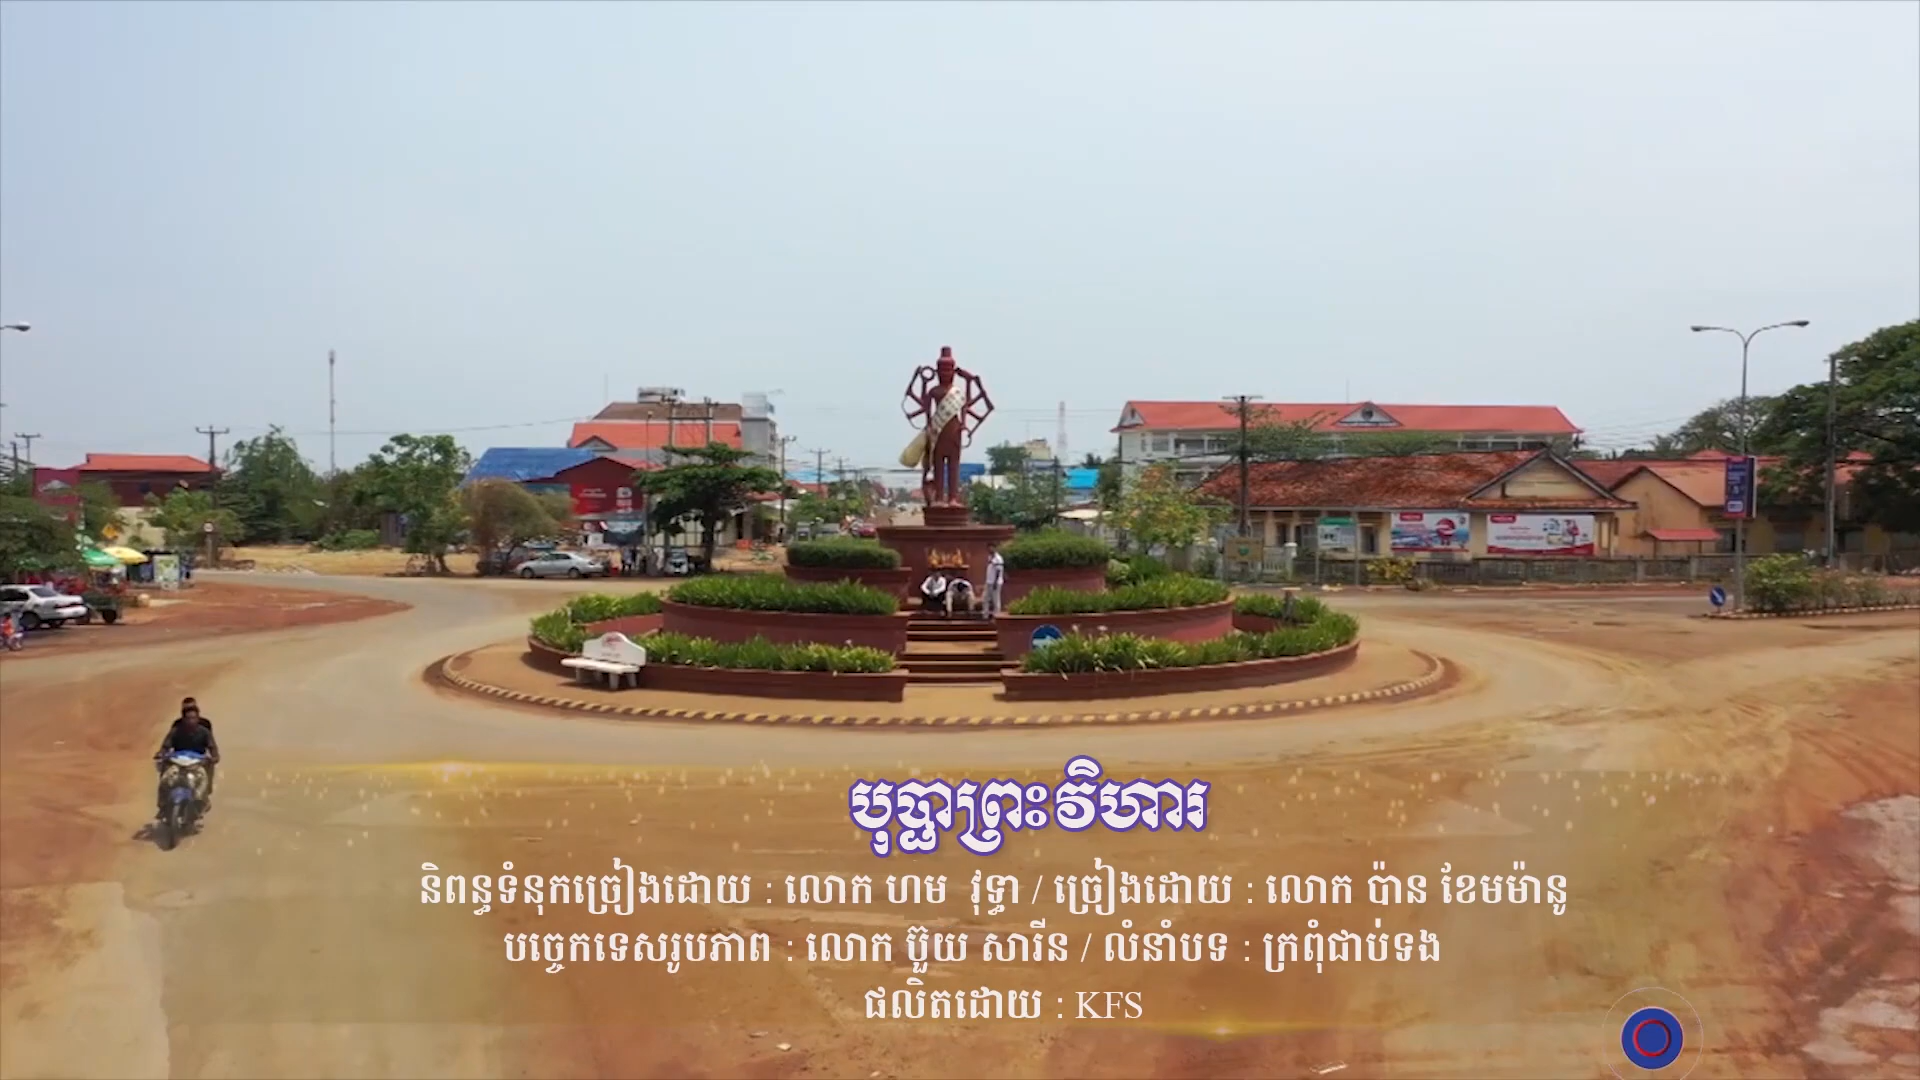 បុប្ផាព្រះវិហារ
និពន្ធទំនុកច្រៀងដោយ : លោក ហម វុទ្ធា / ច្រៀងដោយ : លោក ប៉ាន ខែមម៉ានូ
បច្ចេកទេសរូបភាព : លោក ប៊ួយ សារីន / លំនាំបទ : ក្រពុំជាប់ទង
ផលិតដោយ : KFS